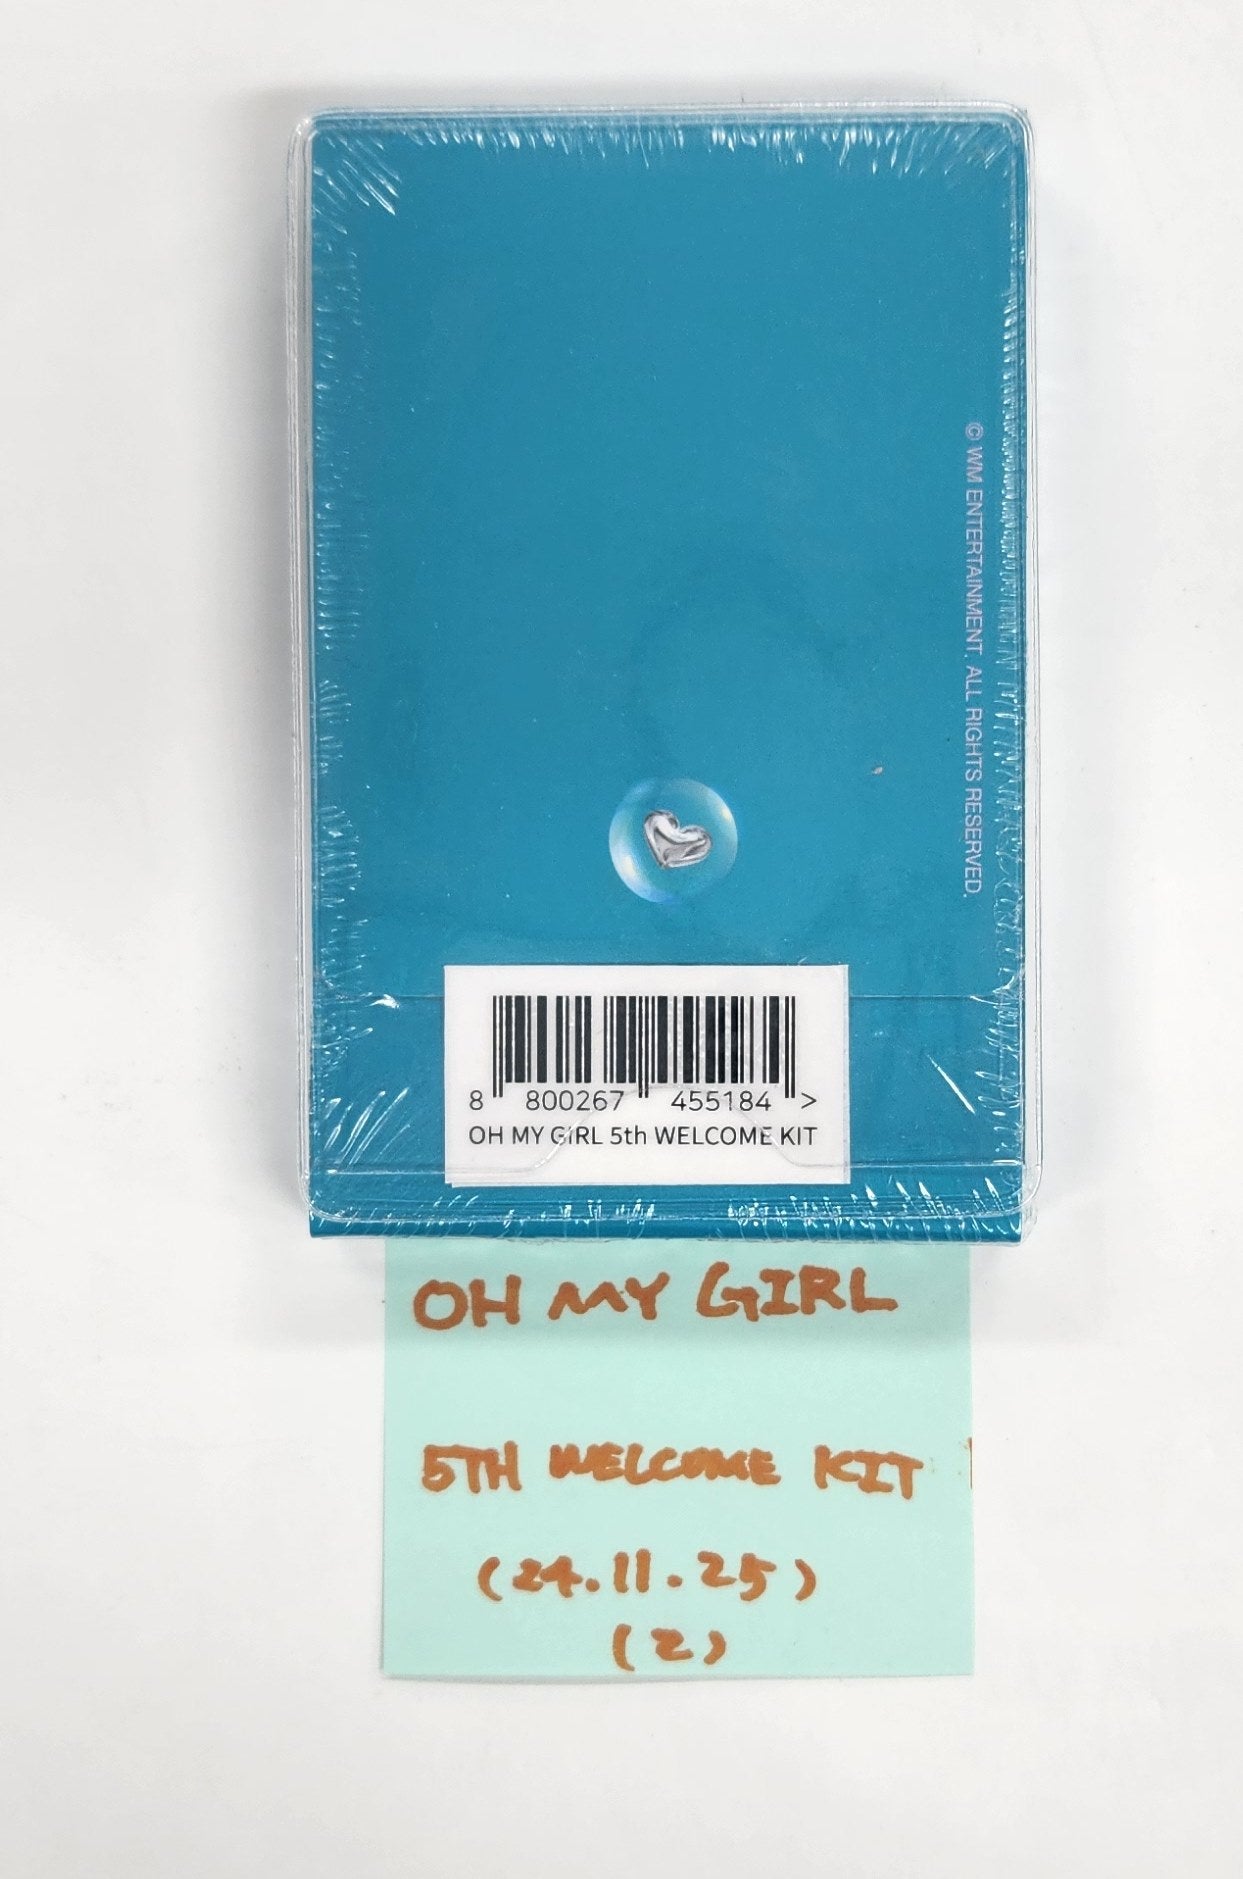 © WM ENTERTAINMENT. ALL RIGHTS RESERVED.
8 800267 455184 >
OH MY GIRL 5th WELCOME KIT
OH MY GIRL
5TH WELCOME KIT
(24.11.25)
(2)